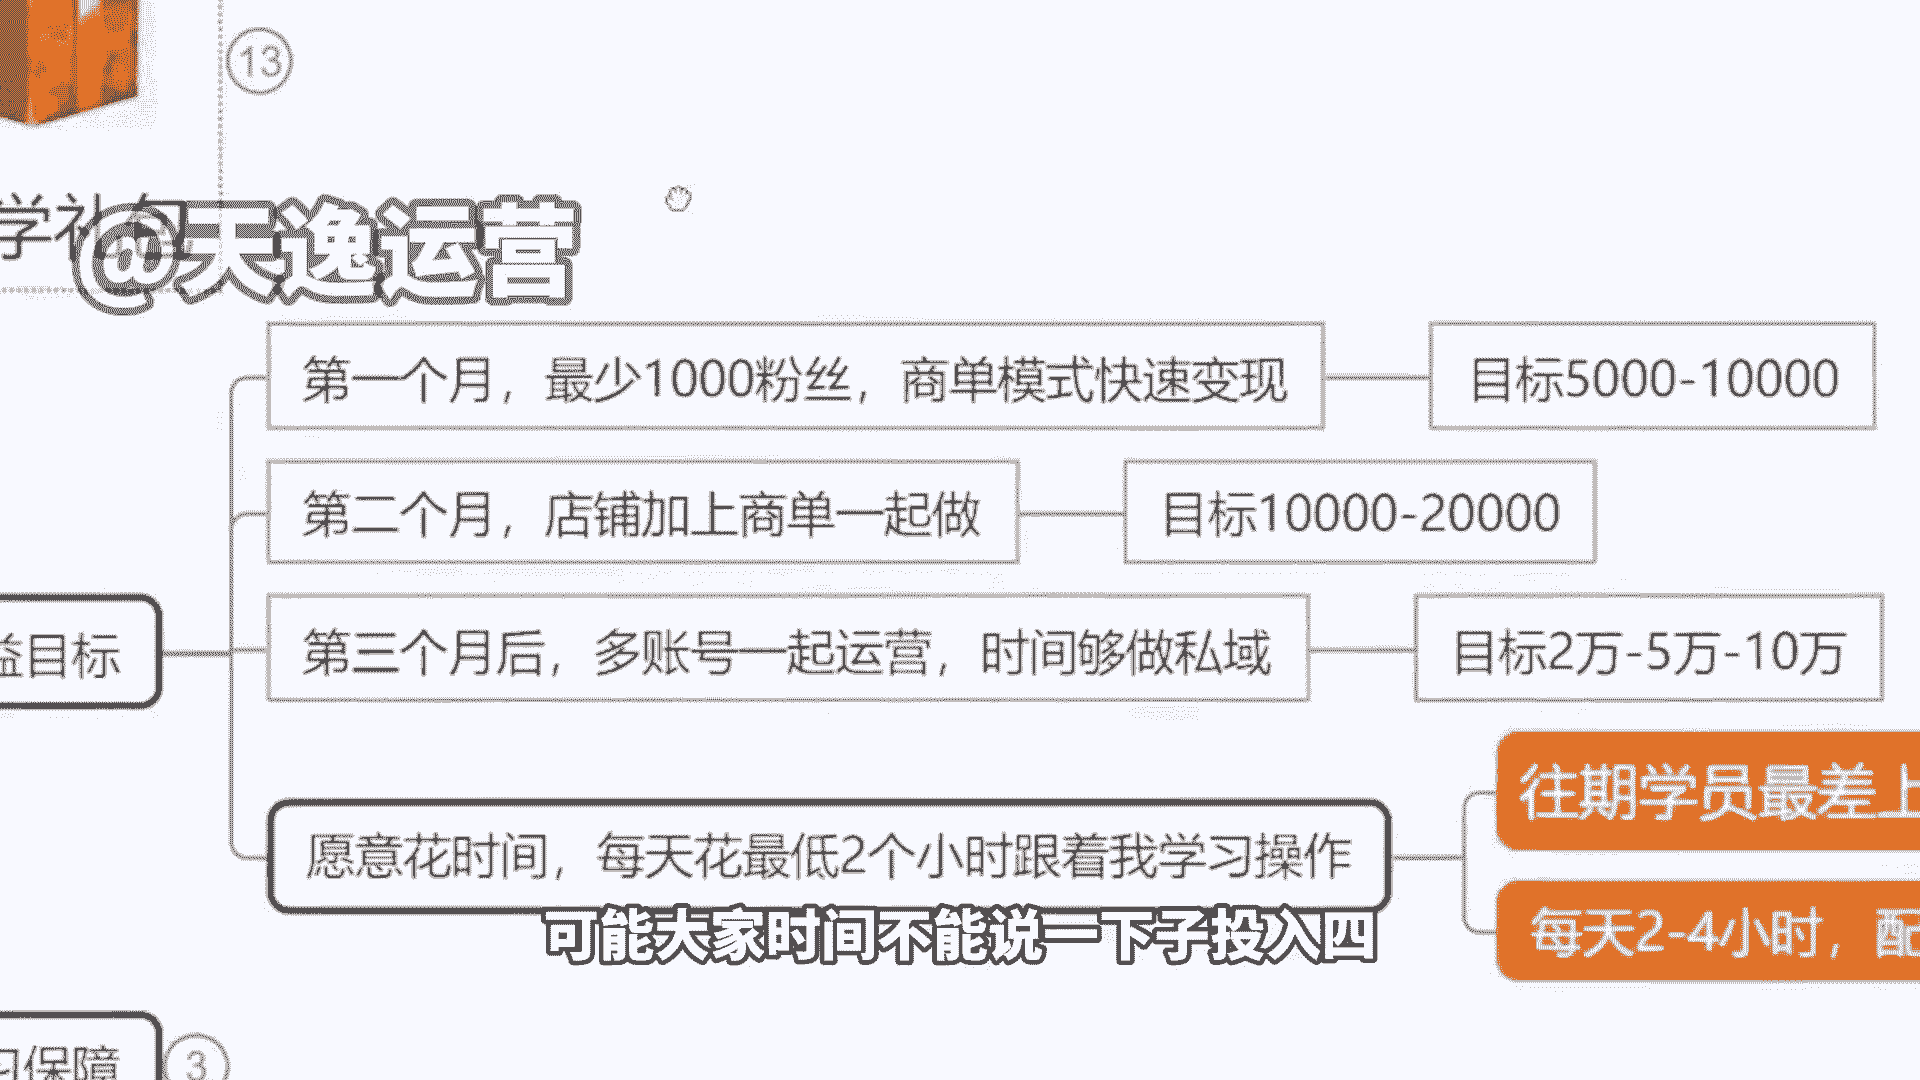 13
学礼包
@天逸运营
第一个月，最少1000粉丝，商单模式快速变现
目标5000-10000
第二个月，店铺加上商单一起做
目标10000-20000
益目标
第三个月后，多账号一起运营，时间够做私域
目标2万-5万-10万
往期学员最差上
愿意花时间，每天花最低2个小时跟着我学习操作
每天2-4小时，配
可能大家时间不能说一下子投入四
习保障
3